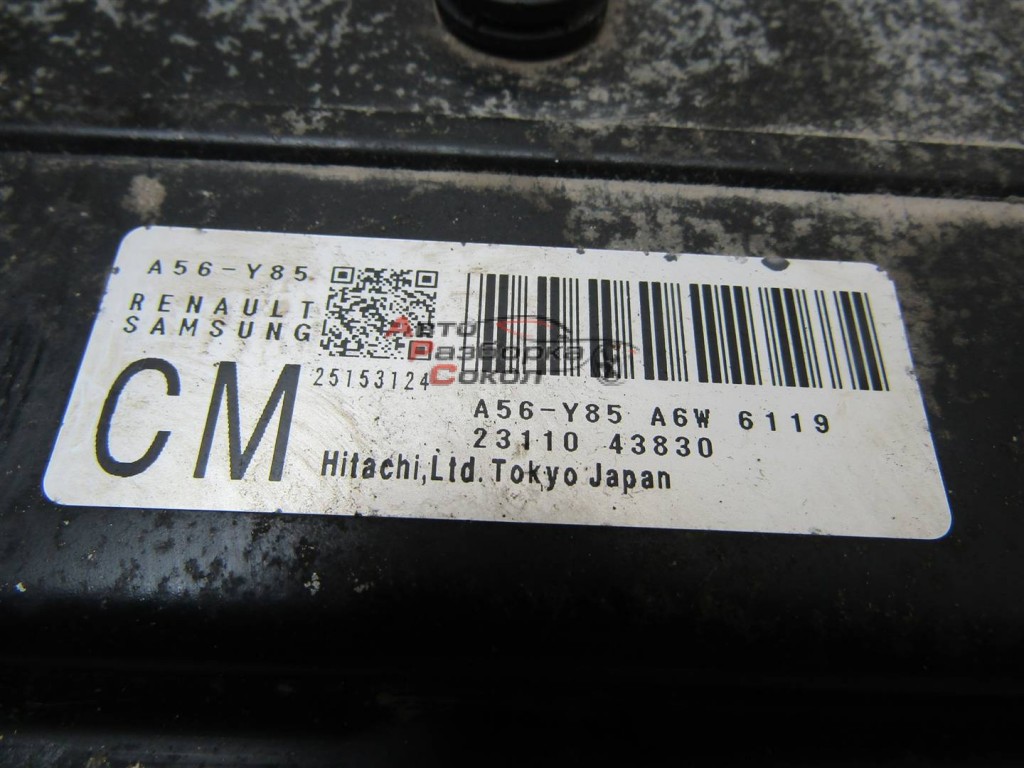 A56-Y85
RENAULT
SAMSUNG
CM
25153124
A56-Y85 A6W 6119
23110 43830
Hitachi,Ltd. Tokyo Japan
Авто
Разборка
Сокол